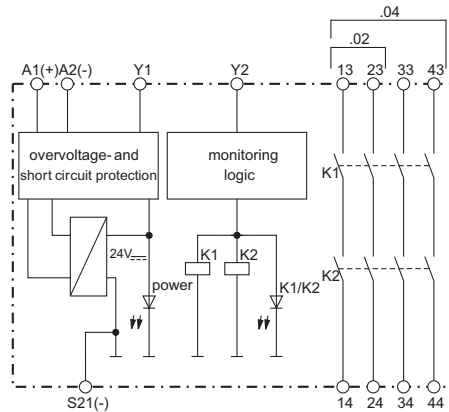 .04
.02
A1(+) A2(-) Y1 Y2 13 23 33 43
overvoltage- and
short circuit protection
monitoring
logic
K1
24V
K1 K2
power K1/K2
K2
S21(-) 14 24 34 44